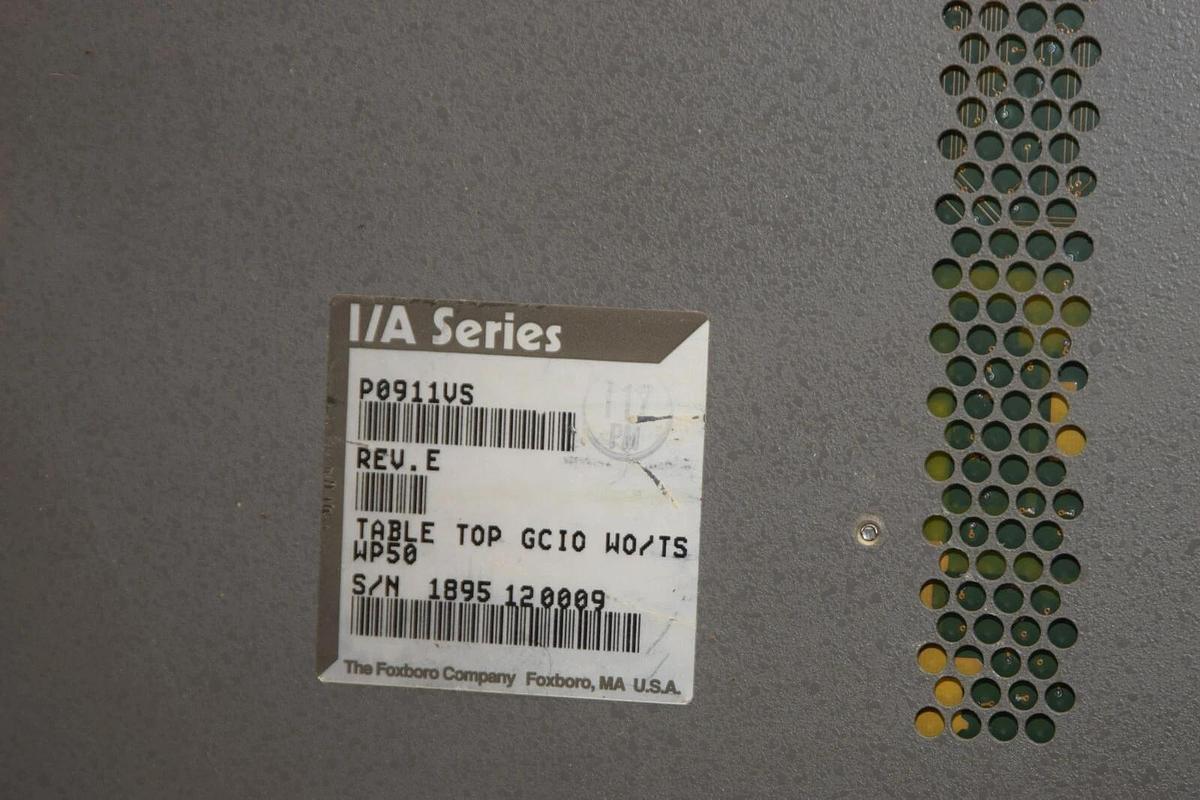 I/A Series
P0911VS
REV.E
TABLE TOP GCIO WO/TS
WP50
S/N 1895 120009
The Foxboro Company Foxboro, MA U.S.A.